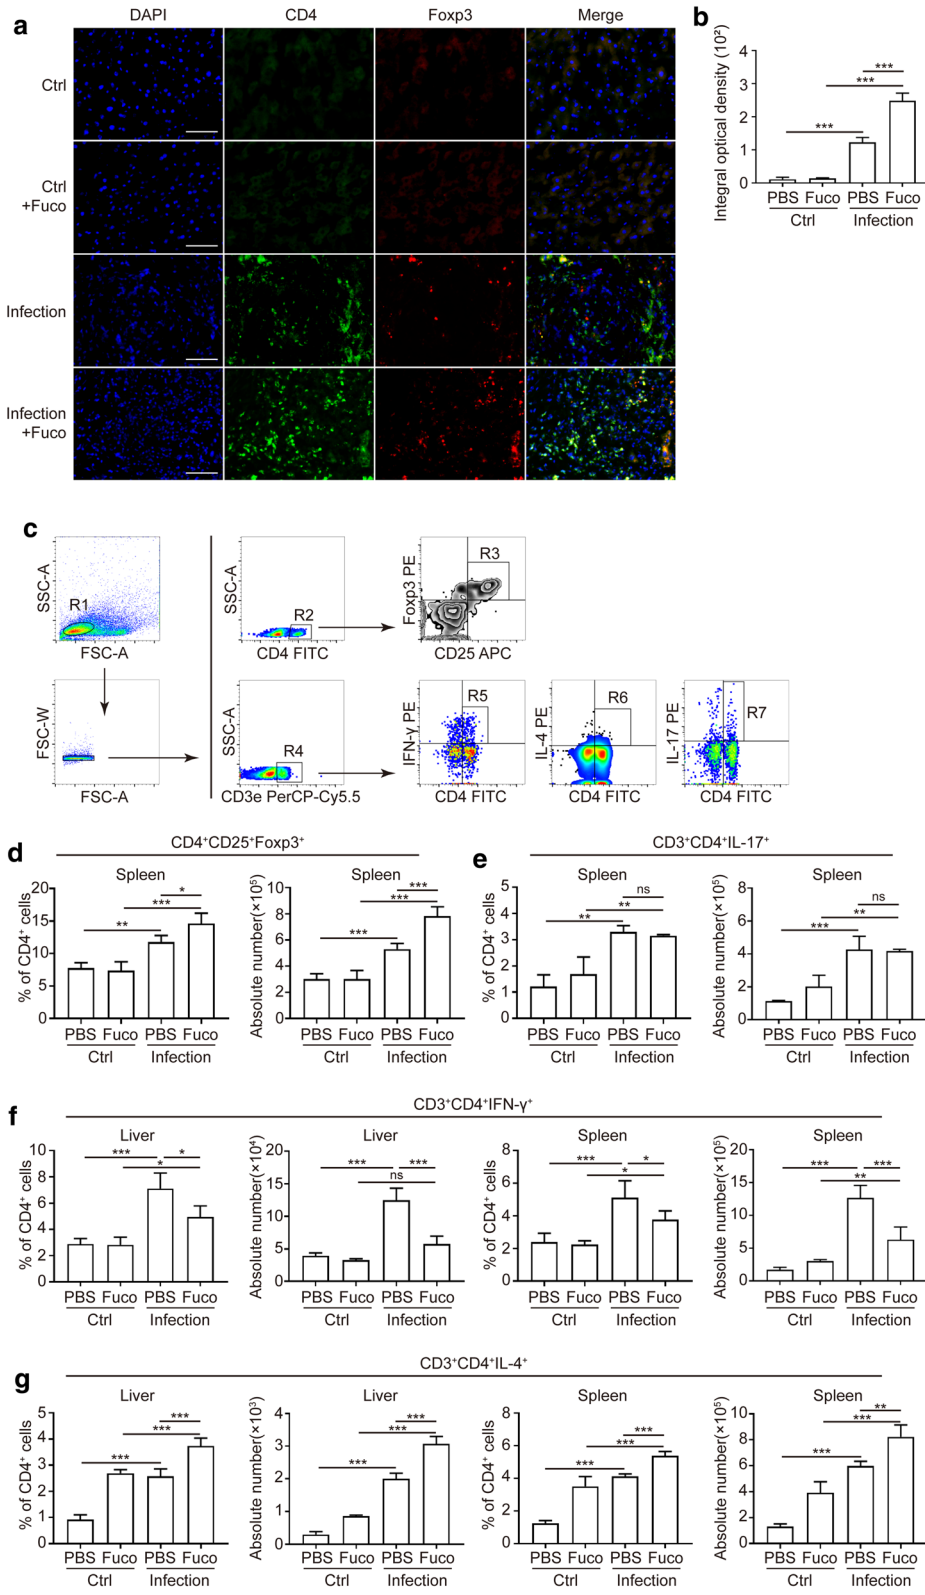 a
DAPI CD4 Foxp3 Merge
Ctrl
Ctrl
+Fuco
Infection
Infection
+Fuco
b
Integral optical density (10²)
3
2
1
0
*** *** ***
PBS Fuco PBS Fuco
Ctrl Infection
c
SSC-A
R1
FSC-A
SSC-A
R2
CD4 FITC
Foxp3 PE
R3
CD25 APC
FSC-W
FSC-A
SSC-A
R4
CD3e PerCP-Cy5.5
IFN-γ PE
R5
CD4 FITC
IL-4 PE
R6
CD4 FITC
IL-17 PE
R7
CD4 FITC
d
CD4⁺CD25⁺Foxp3⁺
Spleen
% of CD4⁺ cells
20
15
10
5
0
*
***
**
PBS Fuco PBS Fuco
Ctrl Infection
Spleen
Absolute number(×10⁵)
10
8
6
4
2
0
***
***
***
PBS Fuco PBS Fuco
Ctrl Infection
e
CD3⁺CD4⁺IL-17⁺
Spleen
% of CD4⁺ cells
5
4
3
2
1
0
ns
**
**
PBS Fuco PBS Fuco
Ctrl Infection
Spleen
Absolute number(×10⁵)
8
6
4
2
0
ns
**
***
PBS Fuco PBS Fuco
Ctrl Infection
f
CD3⁺CD4⁺IFN-γ⁺
Liver
% of CD4⁺ cells
10
8
6
4
2
0
*** *
*
PBS Fuco PBS Fuco
Ctrl Infection
Liver
Absolute number(×10⁴)
20
15
10
5
0
*** ***
ns
PBS Fuco PBS Fuco
Ctrl Infection
Spleen
% of CD4⁺ cells
8
6
4
2
0
*** *
*
PBS Fuco PBS Fuco
Ctrl Infection
Spleen
Absolute number(×10⁵)
20
15
10
5
0
*** ***
**
PBS Fuco PBS Fuco
Ctrl Infection
g
CD3⁺CD4⁺IL-4⁺
Liver
% of CD4⁺ cells
5
4
3
2
1
0
***
***
***
PBS Fuco PBS Fuco
Ctrl Infection
Liver
Absolute number(×10³)
4
3
2
1
0
***
***
***
PBS Fuco PBS Fuco
Ctrl Infection
Spleen
% of CD4⁺ cells
8
6
4
2
0
***
***
***
PBS Fuco PBS Fuco
Ctrl Infection
Spleen
Absolute number(×10⁵)
10
8
6
4
2
0
**
***
***
PBS Fuco PBS Fuco
Ctrl Infection